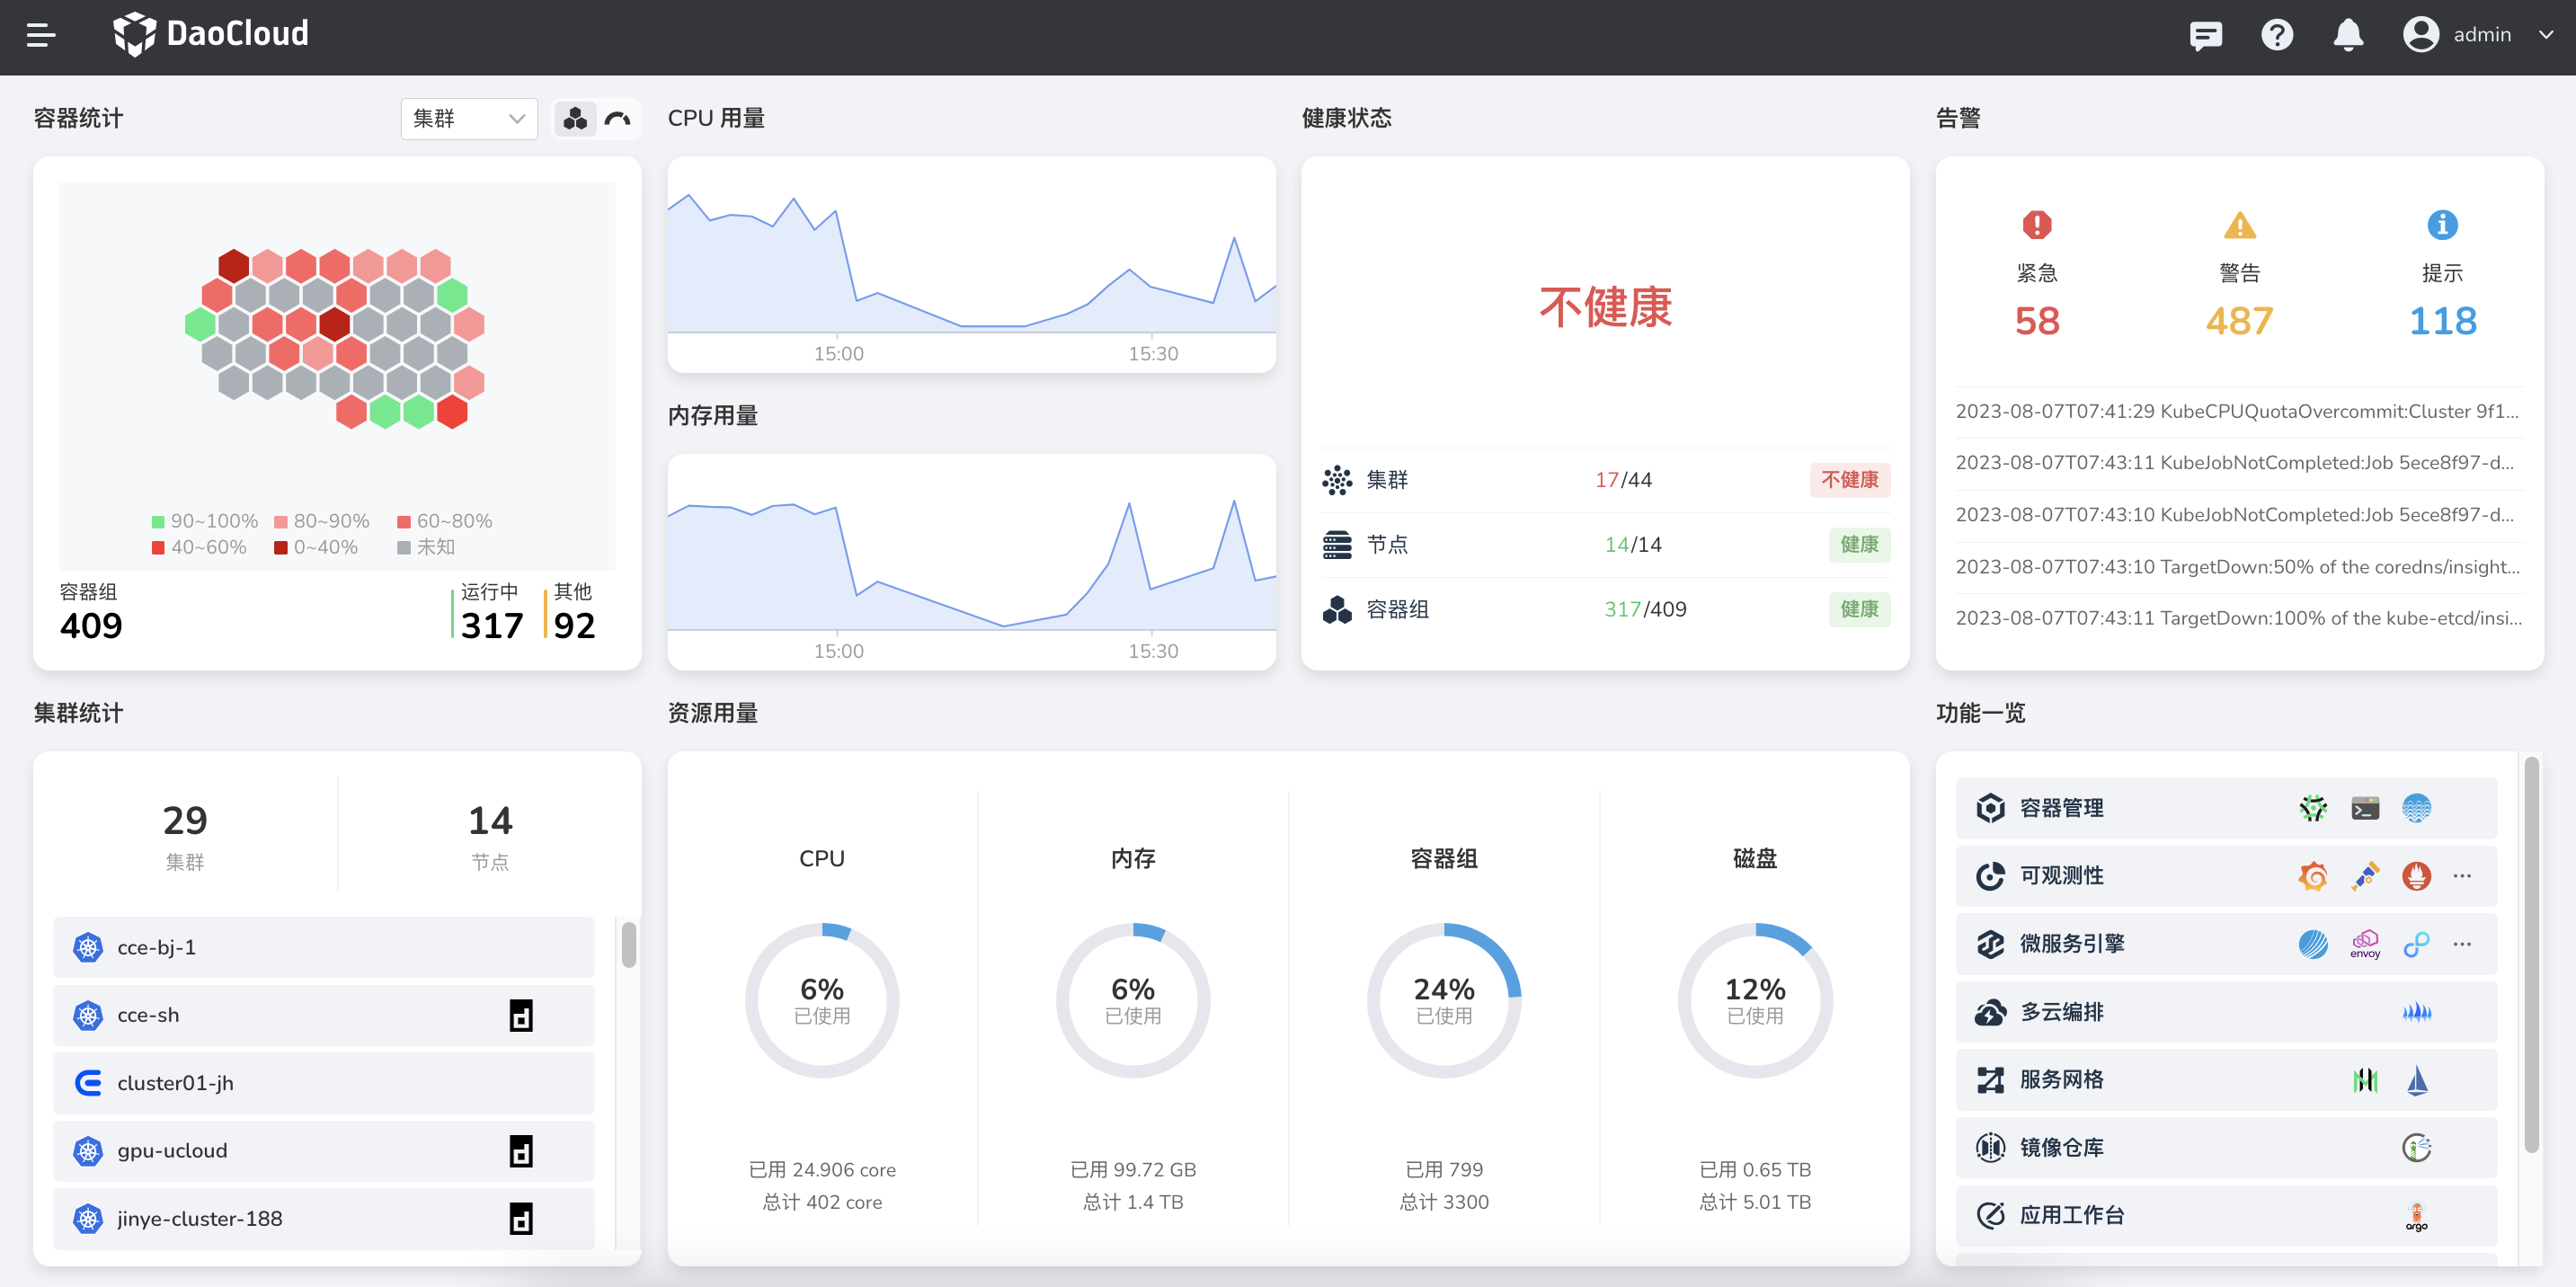 DaoCloud
admin
容器统计
集群
90~100% 80~90% 60~80%
40~60% 0~40% 未知
容器组
409
运行中
317
其他
92
CPU 用量
15:00 15:30
内存用量
15:00 15:30
健康状态
不健康
集群 17/44 不健康
节点 14/14 健康
容器组 317/409 健康
告警
紧急 警告 提示
58 487 118
2023-08-07T07:41:29 KubeCPUQuotaOvercommit:Cluster 9f1...
2023-08-07T07:43:11 KubeJobNotCompleted:Job 5ece8f97-d...
2023-08-07T07:43:10 KubeJobNotCompleted:Job 5ece8f97-d...
2023-08-07T07:43:10 TargetDown:50% of the coredns/insight...
2023-08-07T07:43:11 TargetDown:100% of the kube-etcd/insi...
集群统计
29 14
集群 节点
cce-bj-1
cce-sh
cluster01-jh
gpu-ucloud
jinye-cluster-188
资源用量
CPU
6%
已使用
已用 24.906 core
总计 402 core
内存
6%
已使用
已用 99.72 GB
总计 1.4 TB
容器组
24%
已使用
已用 799
总计 3300
磁盘
12%
已使用
已用 0.65 TB
总计 5.01 TB
功能一览
容器管理
可观测性 ...
微服务引擎 envoy ...
多云编排
服务网格
镜像仓库
应用工作台 argo